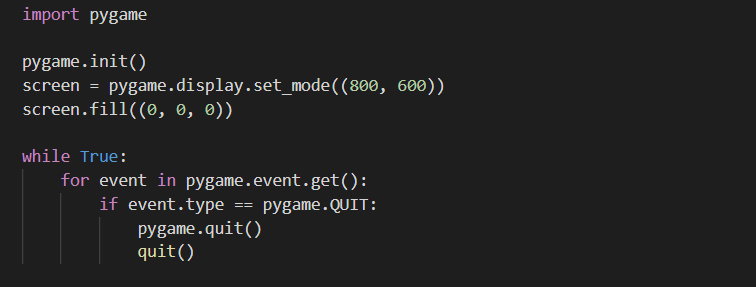 import pygame

pygame.init()
screen = pygame.display.set_mode((800, 600))
screen.fill((0, 0, 0))

while True:
    for event in pygame.event.get():
        if event.type == pygame.QUIT:
            pygame.quit()
            quit()